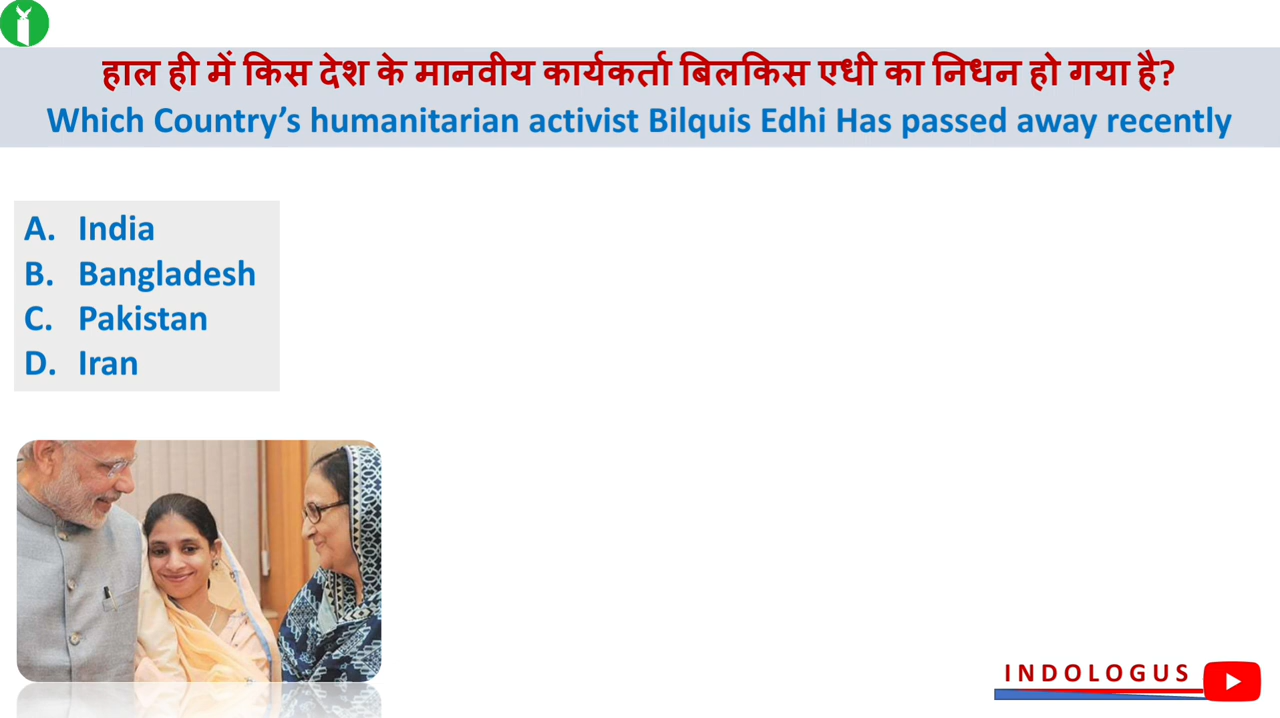 हाल ही में किस देश के मानवीय कार्यकर्ता बिलकिस एधी का निधन हो गया है?
Which Country’s humanitarian activist Bilquis Edhi Has passed away recently
A. India
B. Bangladesh
C. Pakistan
D. Iran
INDOLOGUS